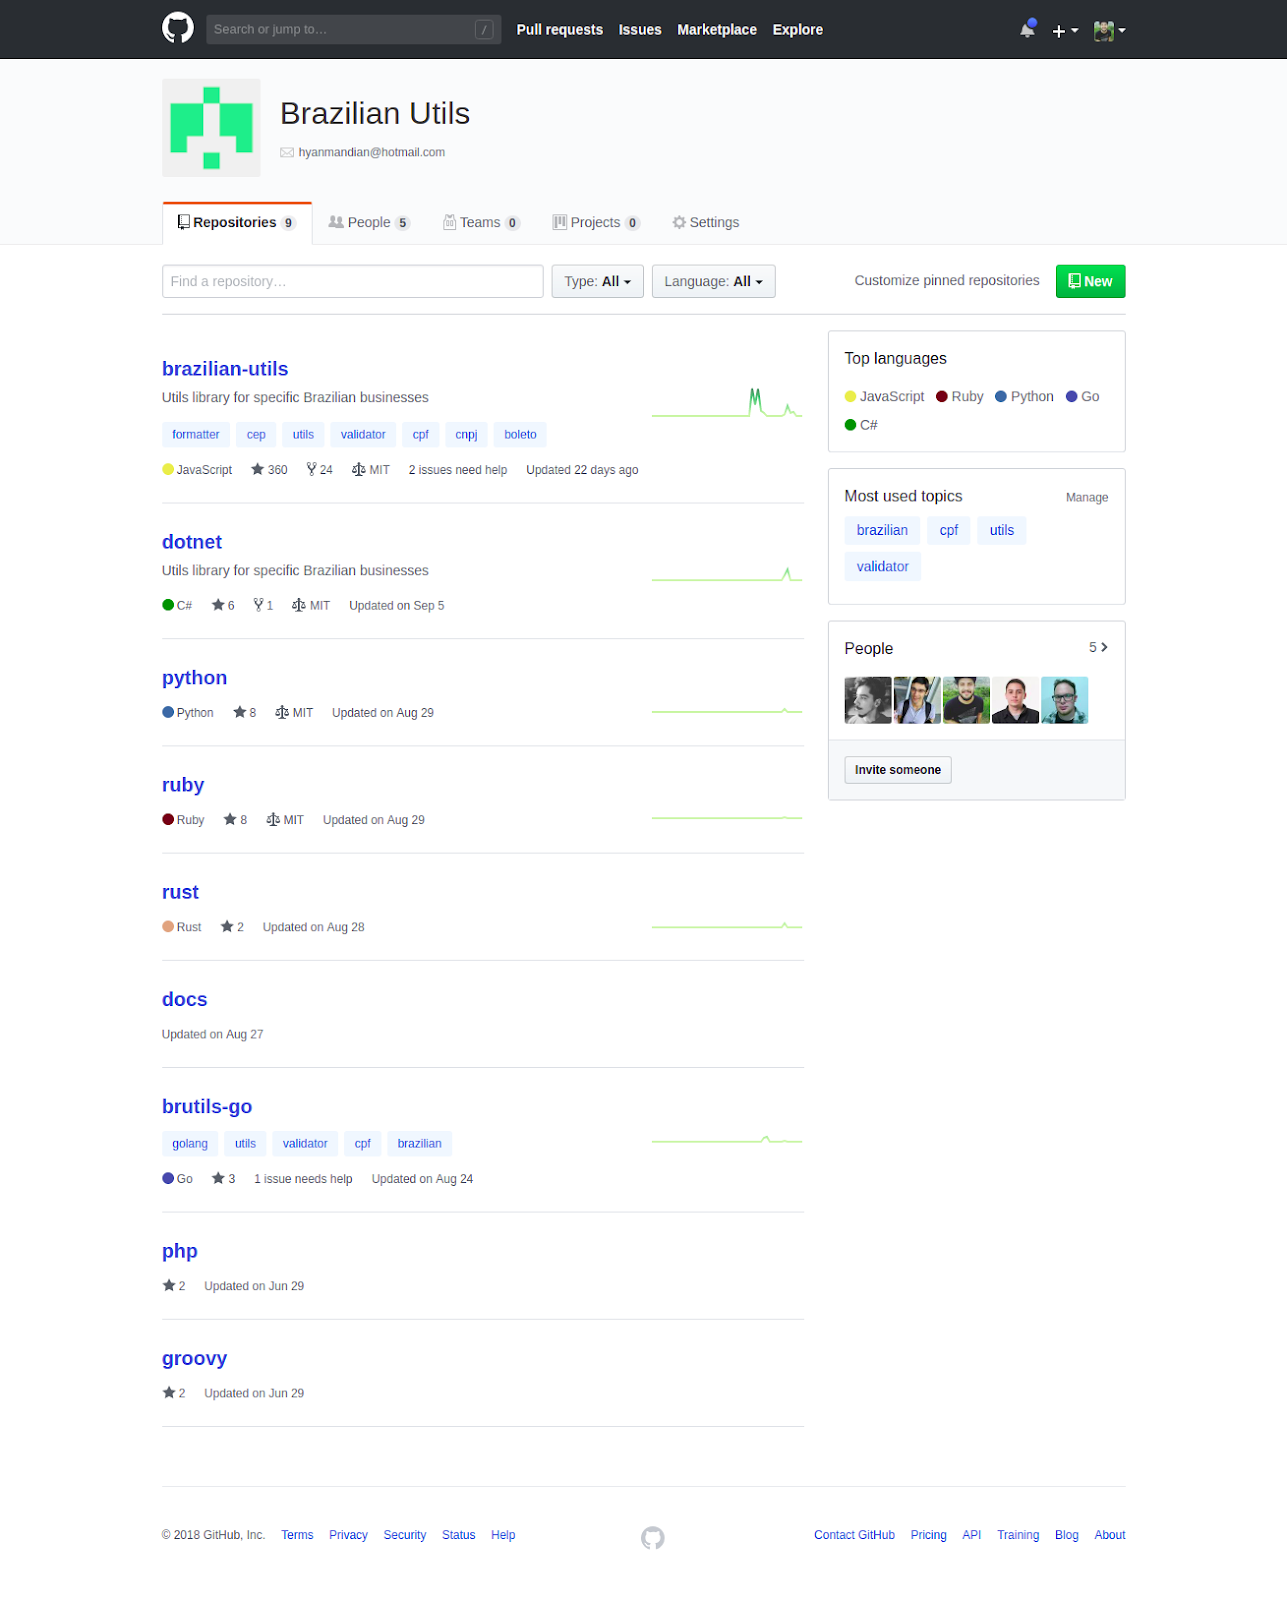 Search or jump to… / Pull requests Issues Marketplace Explore
Brazilian Utils
hyanmandian@hotmail.com
Repositories 9 People 5 Teams 0 Projects 0 Settings
Find a repository… Type: All Language: All Customize pinned repositories New
brazilian-utils
Utils library for specific Brazilian businesses
formatter cep utils validator cpf cnpj boleto
JavaScript 360 24 MIT 2 issues need help Updated 22 days ago
dotnet
Utils library for specific Brazilian businesses
C# 6 1 MIT Updated on Sep 5
python
Python 8 MIT Updated on Aug 29
ruby
Ruby 8 MIT Updated on Aug 29
rust
Rust 2 Updated on Aug 28
docs
Updated on Aug 27
brutils-go
golang utils validator cpf brazilian
Go 3 1 issue needs help Updated on Aug 24
php
2 Updated on Jun 29
groovy
2 Updated on Jun 29
Top languages
JavaScript Ruby Python Go
C#
Most used topics Manage
brazilian cpf utils
validator
People 5
Invite someone
© 2018 GitHub, Inc. Terms Privacy Security Status Help Contact GitHub Pricing API Training Blog About